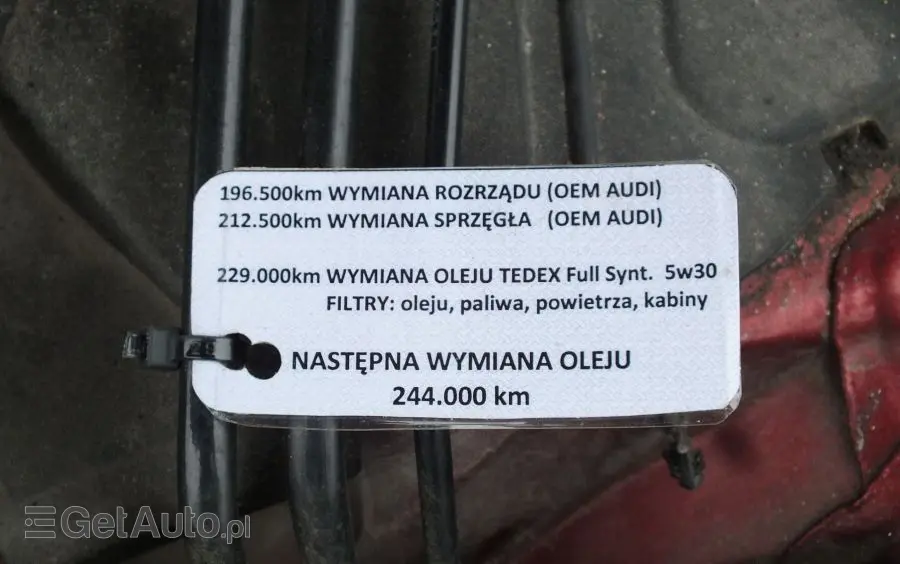 196.500km WYMIANA ROZRZĄDU (OEM AUDI)
212.500km WYMIANA SPRZĘGŁA (OEM AUDI)
229.000km WYMIANA OLEJU TEDEX Full Synt. 5w30
FILTRY: oleju, paliwa, powietrza, kabiny
NASTĘPNA WYMIANA OLEJU
244.000 km
GetAuto.pl